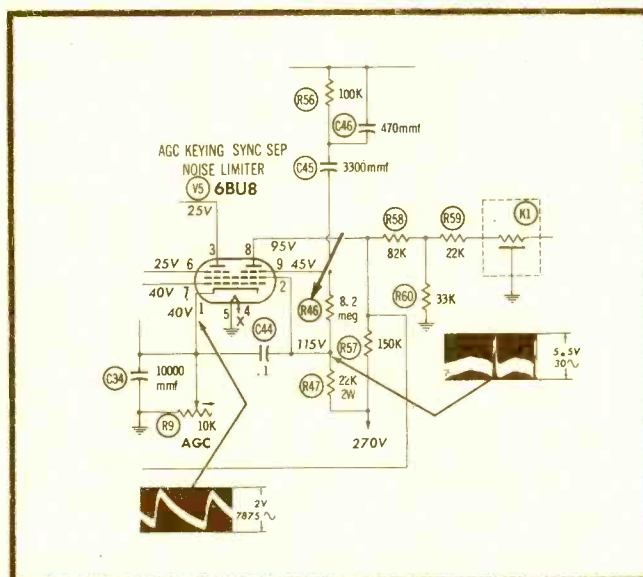 R56
100K
C46
470mmf
AGC KEYING SYNC SEP
NOISE LIMITER
C45
3300mmf
V5 6BU8
25V
R58
R59
K1
3
8
95V
82K
22K
25V
6
9
45V
40V
7
2
1
5
4
X
R46
R60
33K
40V
8.2
meg
C44
115V
R57
150K
.1
5.5V
30~
C34
10000
mmf
R47
22K
2W
R9
10K
AGC
270V
2V
7875~